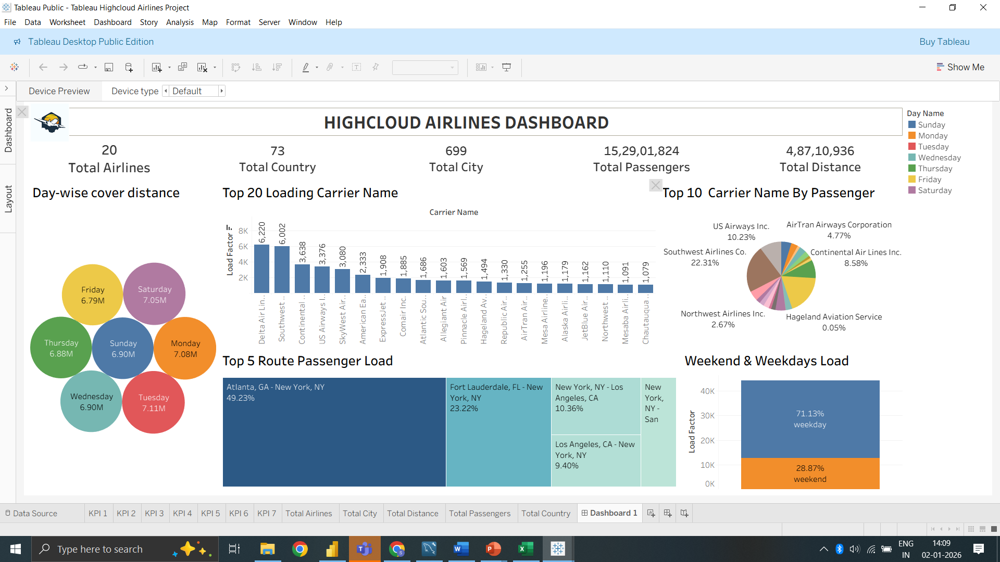 Tableau Public - Tableau Highcloud Airlines Project
File Data Worksheet Dashboard Story Analysis Map Format Server Window Help
Tableau Desktop Public Edition
Buy Tableau
Show Me
Device Preview
Device type
Default
Dashboard
Layout
HIGHCLOUD AIRLINES DASHBOARD
20
Total Airlines
73
Total Country
699
Total City
15,29,01,824
Total Passengers
4,87,10,936
Total Distance
Day Name
Sunday
Monday
Tuesday
Wednesday
Thursday
Friday
Saturday
Day-wise cover distance
Friday
6.79M
Saturday
7.05M
Thursday
6.88M
Sunday
6.90M
Monday
7.08M
Wednesday
6.90M
Tuesday
7.11M
Top 20 Loading Carrier Name
Carrier Name
Load Factor
8K
6K
4K
2K
6,220
6,002
3,638
3,376
3,080
2,333
1,908
1,885
1,686
1,603
1,569
1,494
1,330
1,255
1,196
1,179
1,162
1,110
1,091
1,079
Delta Air Lin..
Southwest ..
Continental ..
US Airways I..
SkyWest Air..
American Ea..
ExpressJet ..
Comair Inc.
Atlantic Sou..
Allegiant Air
Pinnacle Airl..
Hageland Av..
Republic Air..
AirTran Air..
Mesa Airline..
Alaska Airli..
JetBlue Air..
Northwest ..
Mesaba Airli..
Chautauqua ..
Top 10 Carrier Name By Passenger
US Airways Inc.
10.23%
AirTran Airways Corporation
4.77%
Southwest Airlines Co.
22.31%
Continental Air Lines Inc.
8.58%
Northwest Airlines Inc.
2.67%
Hageland Aviation Service
0.05%
Top 5 Route Passenger Load
Atlanta, GA - New York, NY
49.23%
Fort Lauderdale, FL - New
York, NY
23.22%
New York, NY - Los
Angeles, CA
10.36%
Los Angeles, CA - New
York, NY
9.40%
New
York,
NY -
San
Weekend & Weekdays Load
Load Factor
40K
30K
20K
10K
0K
71.13%
weekday
28.87%
weekend
Data Source
KPI 1
KPI 2
KPI 3
KPI 4
KPI 5
KPI 6
KPI 7
Total Airlines
Total City
Total Distance
Total Passengers
Total Country
Dashboard 1
Type here to search
ENG
IN
14:09
02-01-2026